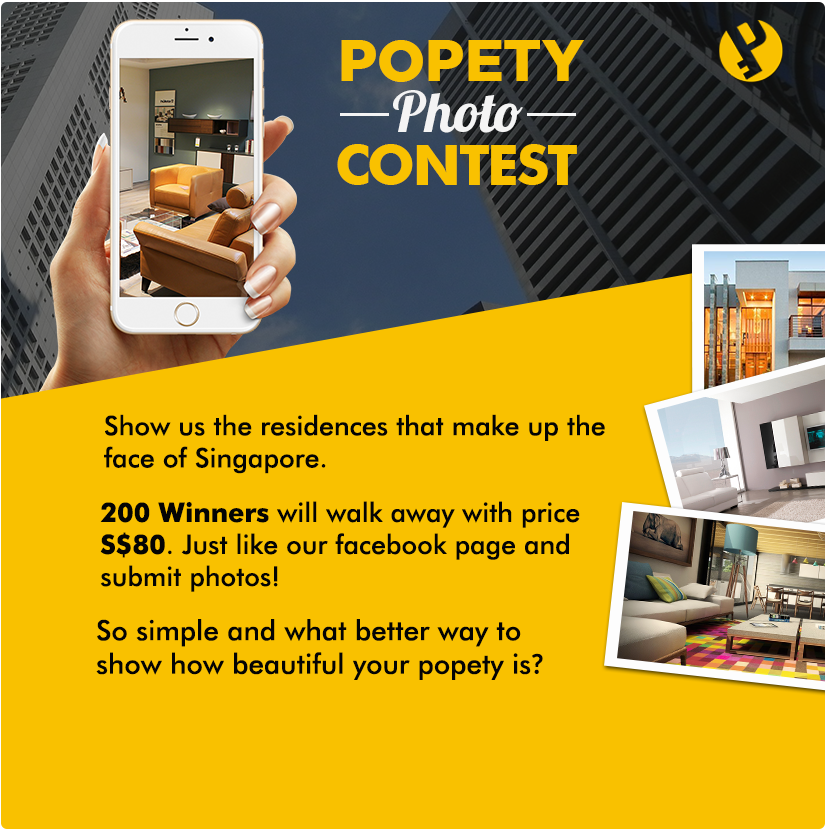 POPETY
Photo
CONTEST
Show us the residences that make up the
face of Singapore.
200 Winners will walk away with price
S$80. Just like our facebook page and
submit photos!
So simple and what better way to
show how beautiful your popety is?